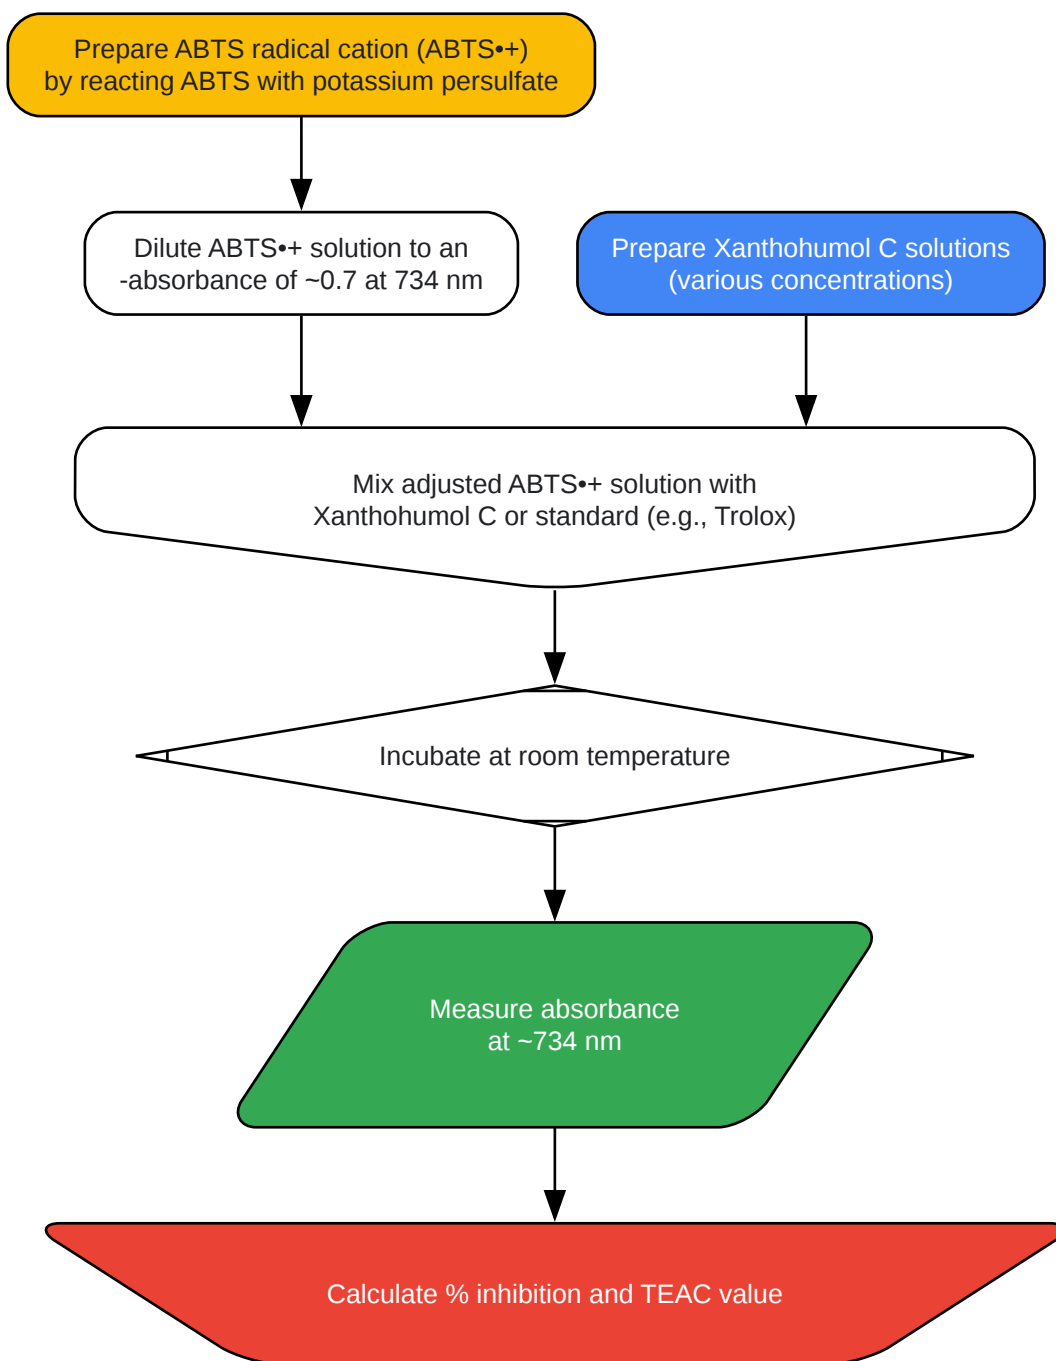 Prepare ABTS radical cation (ABTS•+)
by reacting ABTS with potassium persulfate
Dilute ABTS•+ solution to an
-absorbance of ~0.7 at 734 nm
Prepare Xanthohumol C solutions
(various concentrations)
Mix adjusted ABTS•+ solution with
Xanthohumol C or standard (e.g., Trolox)
Incubate at room temperature
Measure absorbance
at ~734 nm
Calculate % inhibition and TEAC value